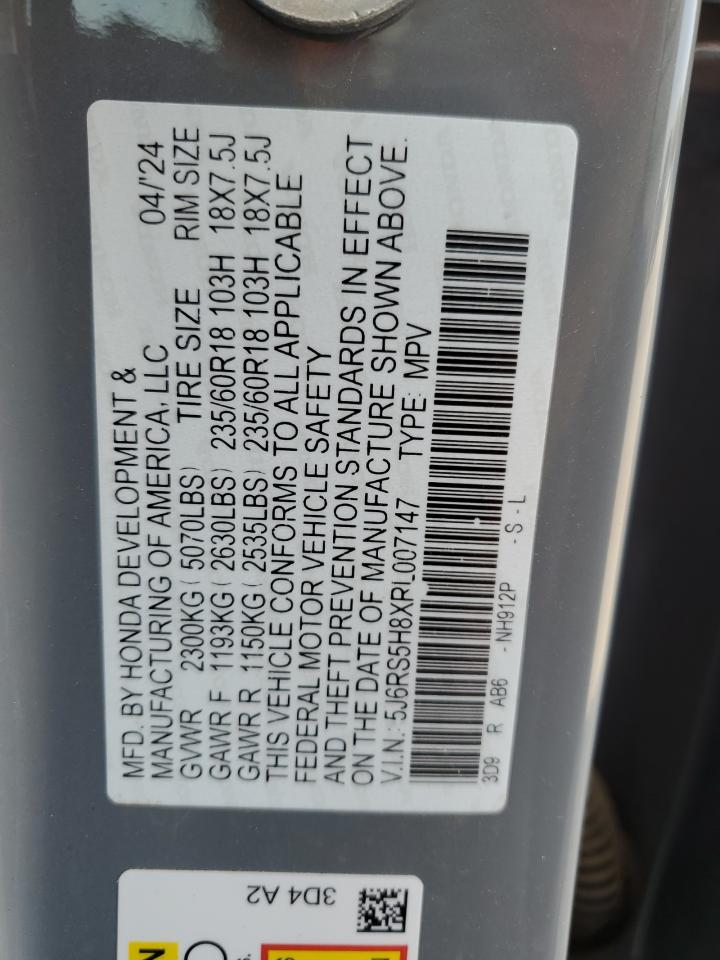 MFD. BY HONDA DEVELOPMENT &
MANUFACTURING OF AMERICA, LLC 04/'24
GVWR 2300KG ( 5070LBS) TIRE SIZE RIM SIZE
GAWR F 1193KG ( 2630LBS) 235/60R18 103H 18X7.5J
GAWR R 1150KG ( 2535LBS) 235/60R18 103H 18X7.5J
THIS VEHICLE CONFORMS TO ALL APPLICABLE
FEDERAL MOTOR VEHICLE SAFETY
AND THEFT PREVENTION STANDARDS IN EFFECT
ON THE DATE OF MANUFACTURE SHOWN ABOVE.
V.I.N.: 5J6RS5H8XRL007147 TYPE: MPV
3D9 R AB6 - NH912P - S - L
3D4 A2